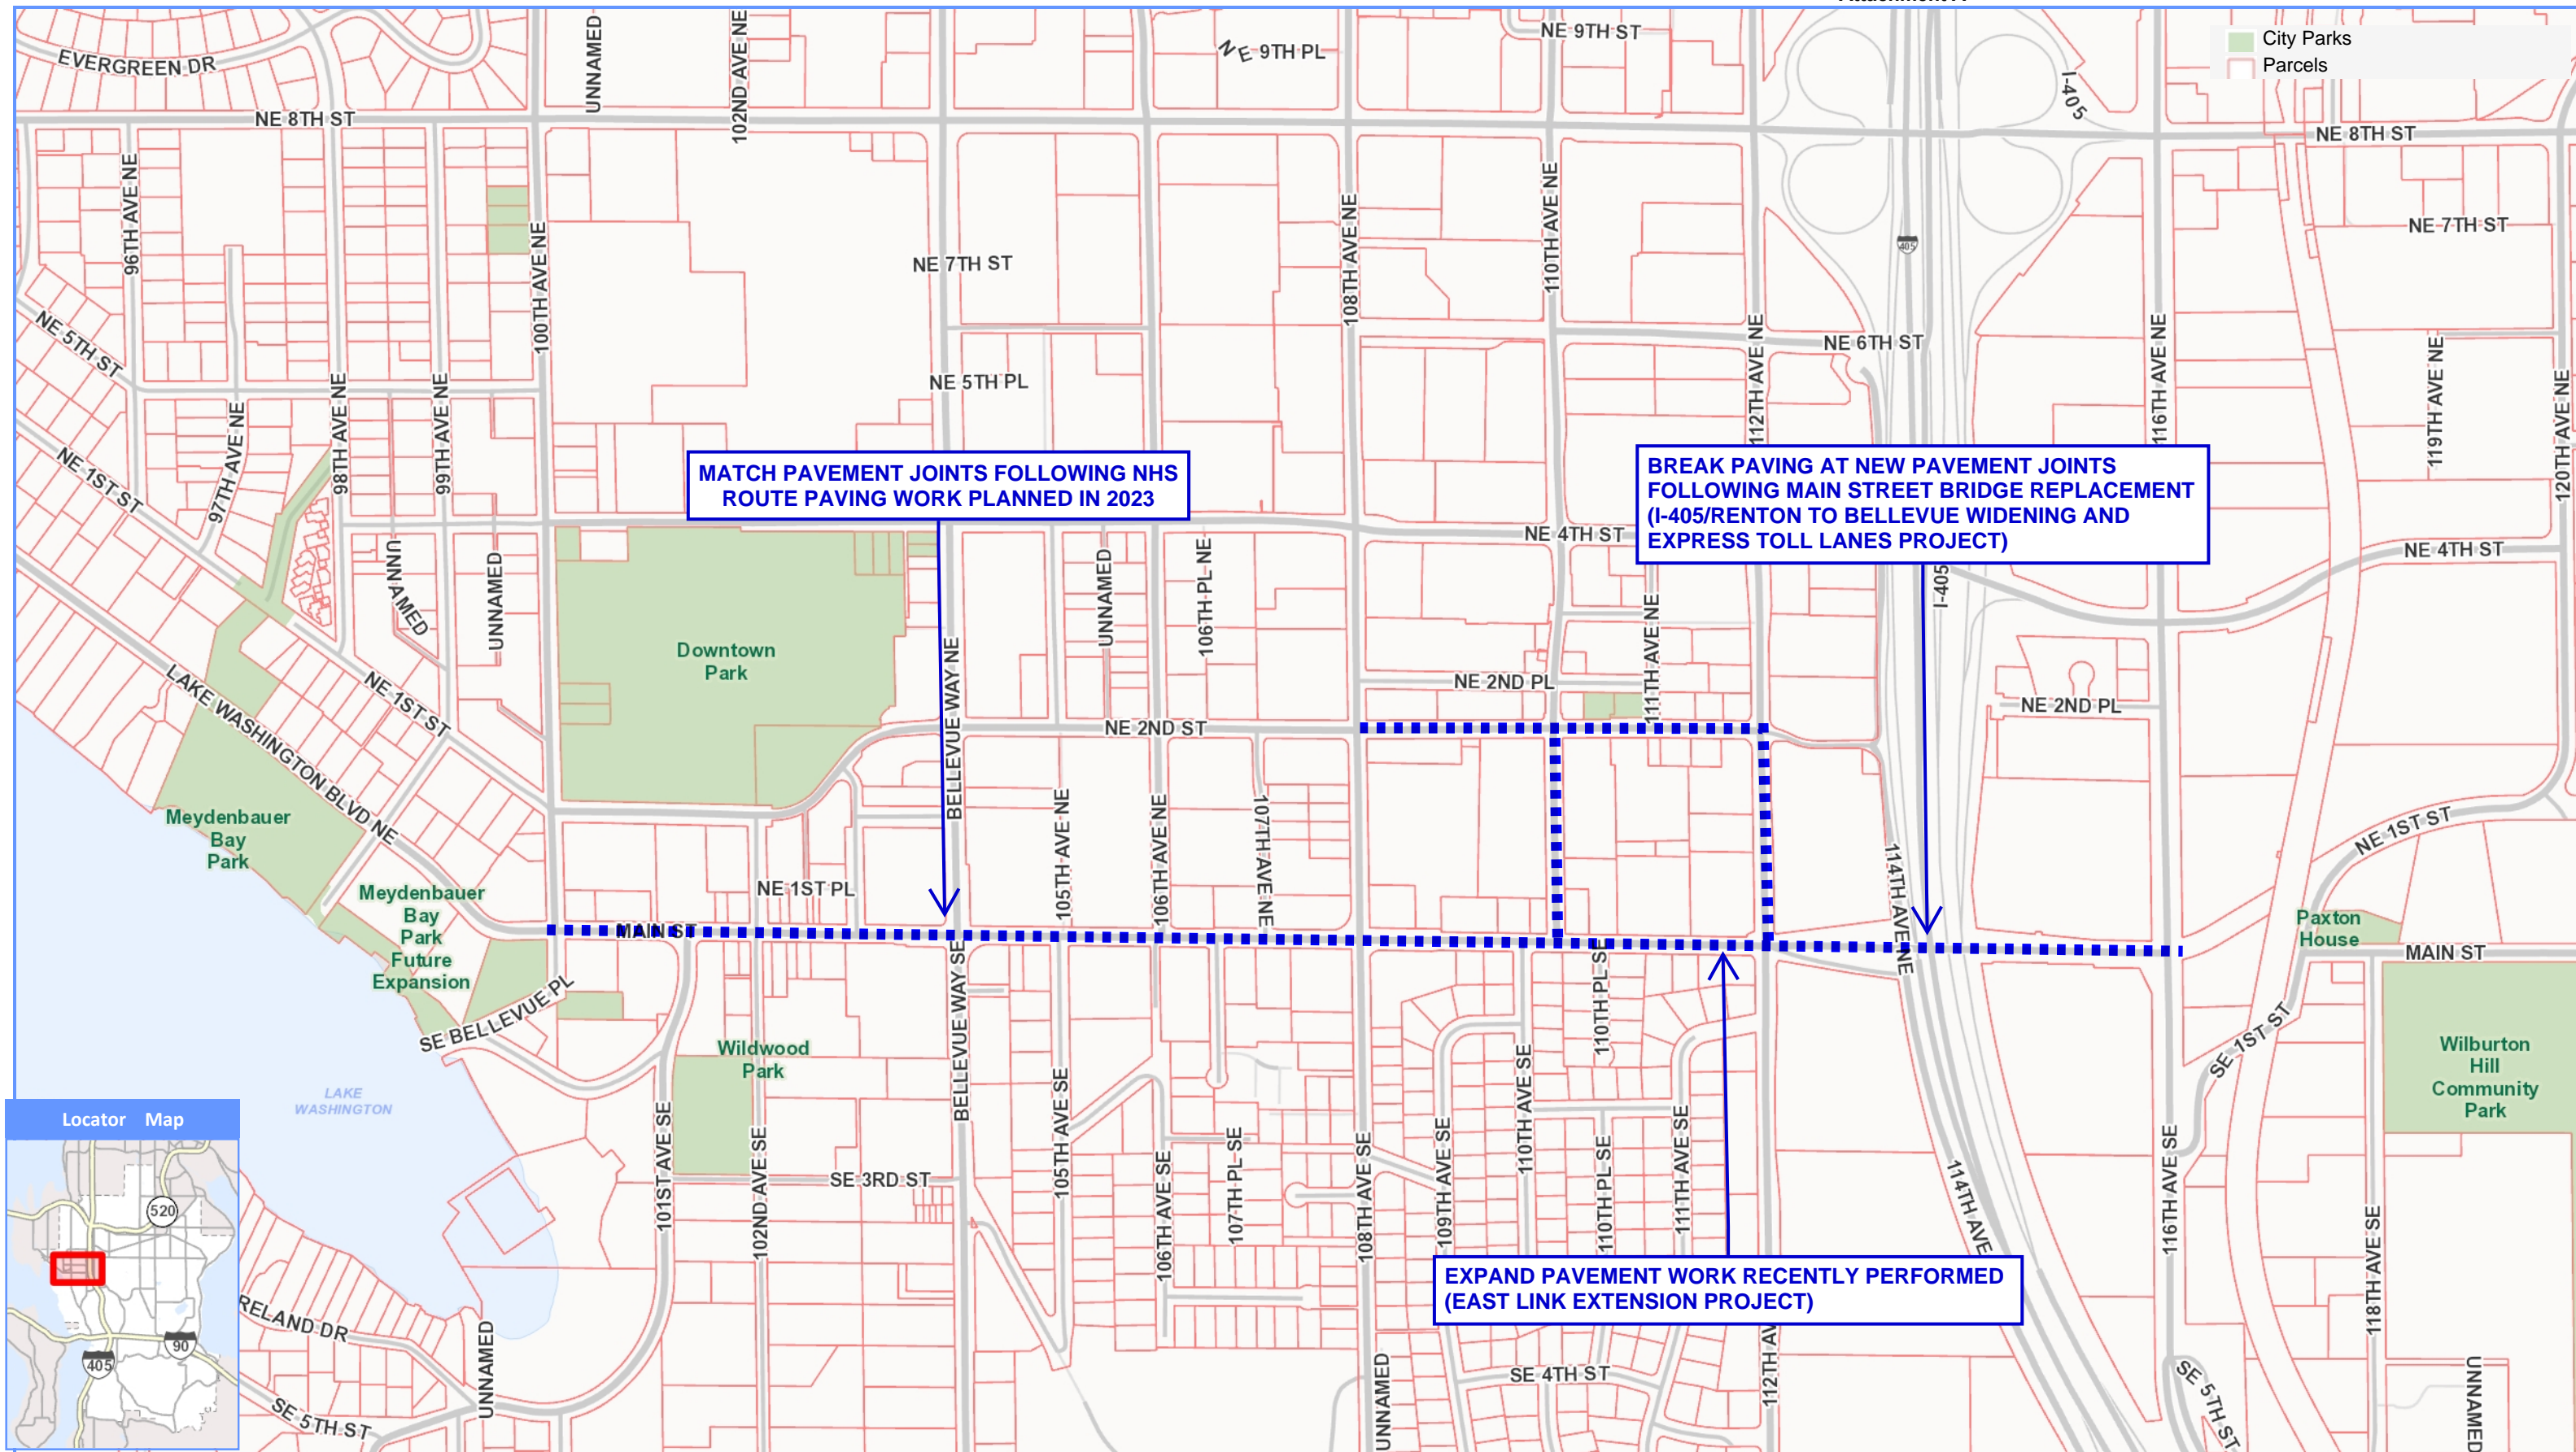 City Parks
Parcels
EVERGREEN DR
UNNAMED
102ND AVE NE
N E 9TH PL
NE 9TH ST
I-405
NE 8TH ST
NE 8TH ST
96TH AVE NE
100TH AVE NE
108TH AVE NE
110TH AVE NE
NE 7TH ST
NE 7TH ST
405
NE 5TH ST
NE 5TH PL
112TH AVE NE
NE 6TH ST
116TH AVE NE
119TH AVE NE
120TH AVE NE
97TH AVE NE
98TH AVE NE
99TH AVE NE
NE 1ST ST
MATCH PAVEMENT JOINTS FOLLOWING NHS
ROUTE PAVING WORK PLANNED IN 2023
BREAK PAVING AT NEW PAVEMENT JOINTS
FOLLOWING MAIN STREET BRIDGE REPLACEMENT
(I-405/RENTON TO BELLEVUE WIDENING AND
EXPRESS TOLL LANES PROJECT)
NE 4TH ST
NE 4TH ST
UNNAMED
UNNAMED
UNNAMED
106TH PL NE
I-405
111TH AVE NE
Downtown
Park
BELLEVUE WAY NE
NE 2ND PL
NE 2ND PL
LAKE WASHINGTON BLVD NE
NE 1ST ST
NE 2ND ST
Meydenbauer
Bay
Park
105TH AVE NE
106TH AVE NE
107TH AVE NE
114TH AVE NE
NE 1ST ST
NE 1ST PL
Meydenbauer
Bay
Park
Future
Expansion
MAIN ST
Paxton
House
MAIN ST
SE BELLEVUE PL
BELLEVUE WAY SE
110TH PL SE
SE 1ST ST
Wildwood
Park
Wilburton
Hill
Community
Park
LAKE
WASHINGTON
Locator Map
520
90
405
101ST AVE SE
102ND AVE SE
105TH AVE SE
106TH AVE SE
107TH PL SE
108TH AVE SE
109TH AVE SE
110TH AVE SE
110TH PL SE
111TH AVE SE
114TH AVE
116TH AVE SE
118TH AVE SE
SE 3RD ST
EXPAND PAVEMENT WORK RECENTLY PERFORMED
(EAST LINK EXTENSION PROJECT)
RELAND DR
UNNAMED
SE 5TH ST
UNNAMED
SE 4TH ST
112TH AV
SE 5TH ST
UNNAMED